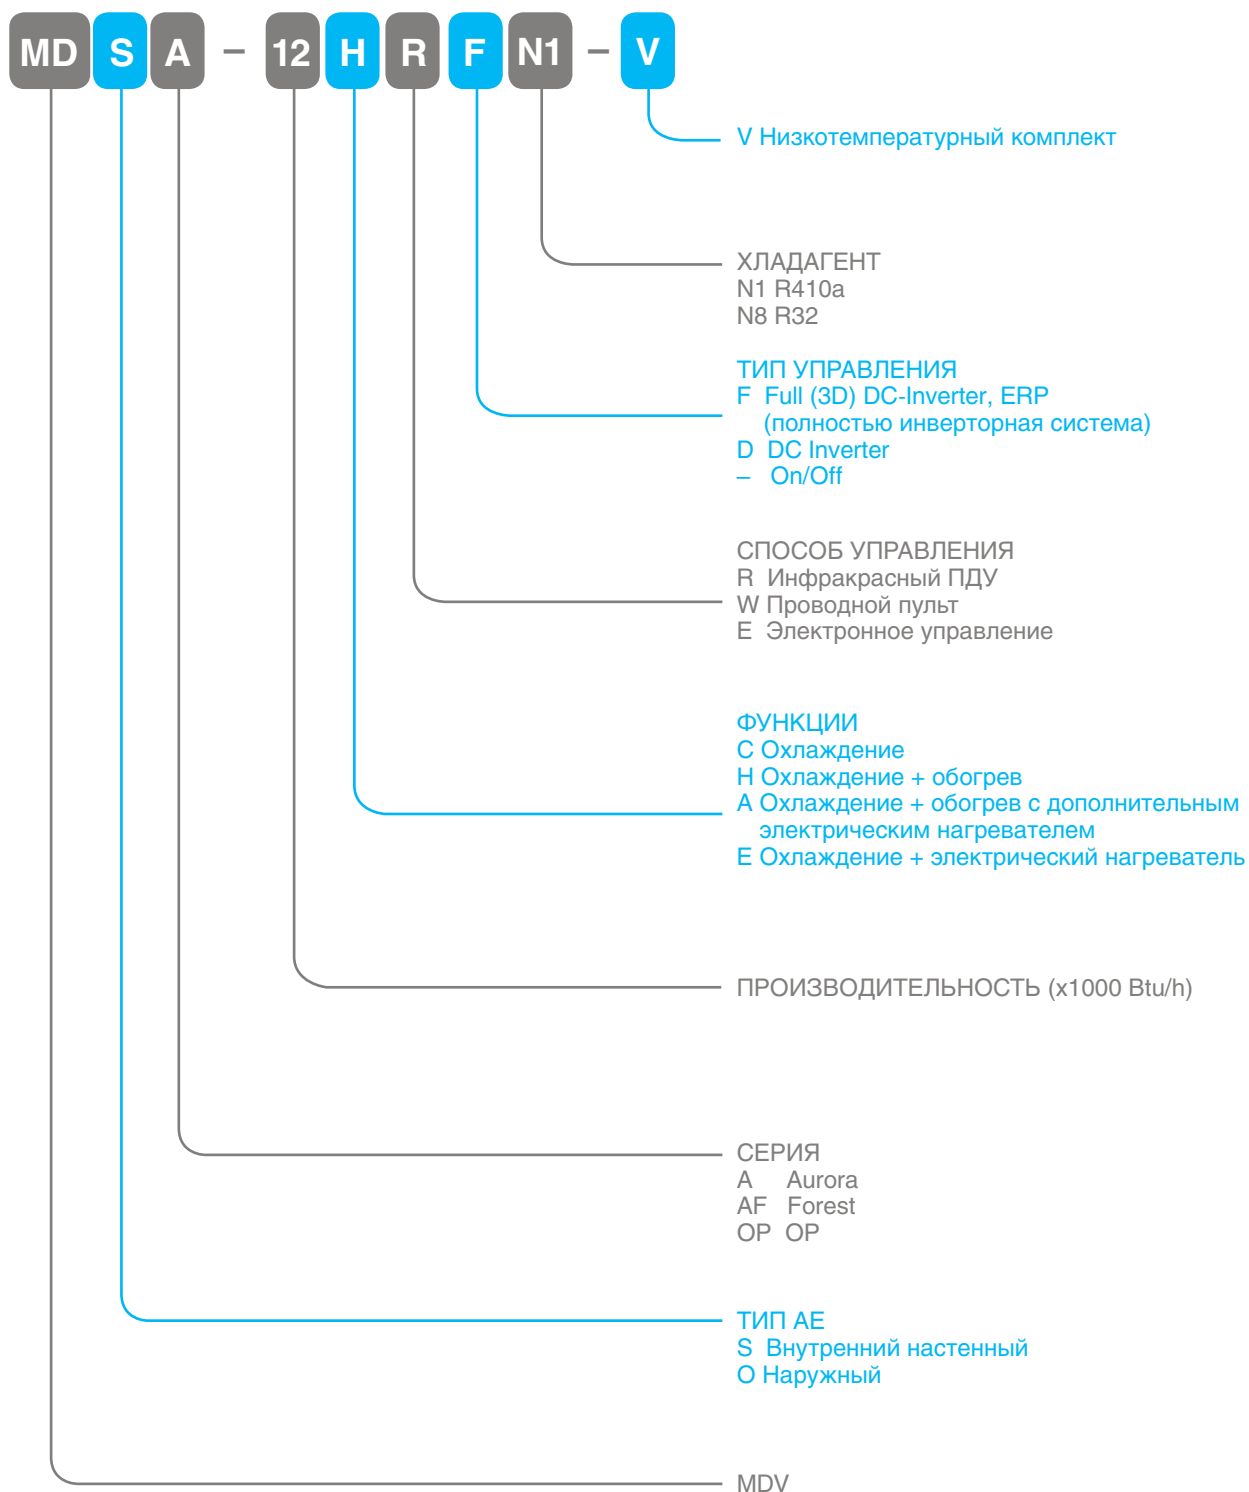 MD S A – 12 H R F N1 – V
V Низкотемпературный комплект
ХЛАДАГЕНТ
N1 R410a
N8 R32
ТИП УПРАВЛЕНИЯ
F Full (3D) DC-Inverter, ERP
(полностью инверторная система)
D DC Inverter
– On/Off
СПОСОБ УПРАВЛЕНИЯ
R Инфракрасный ПДУ
W Проводной пульт
E Электронное управление
ФУНКЦИИ
C Охлаждение
H Охлаждение + обогрев
A Охлаждение + обогрев с дополнительным
электрическим нагревателем
E Охлаждение + электрический нагреватель
ПРОИЗВОДИТЕЛЬНОСТЬ (x1000 Btu/h)
СЕРИЯ
A Aurora
AF Forest
OP OP
ТИП АЕ
S Внутренний настенный
O Наружный
MDV